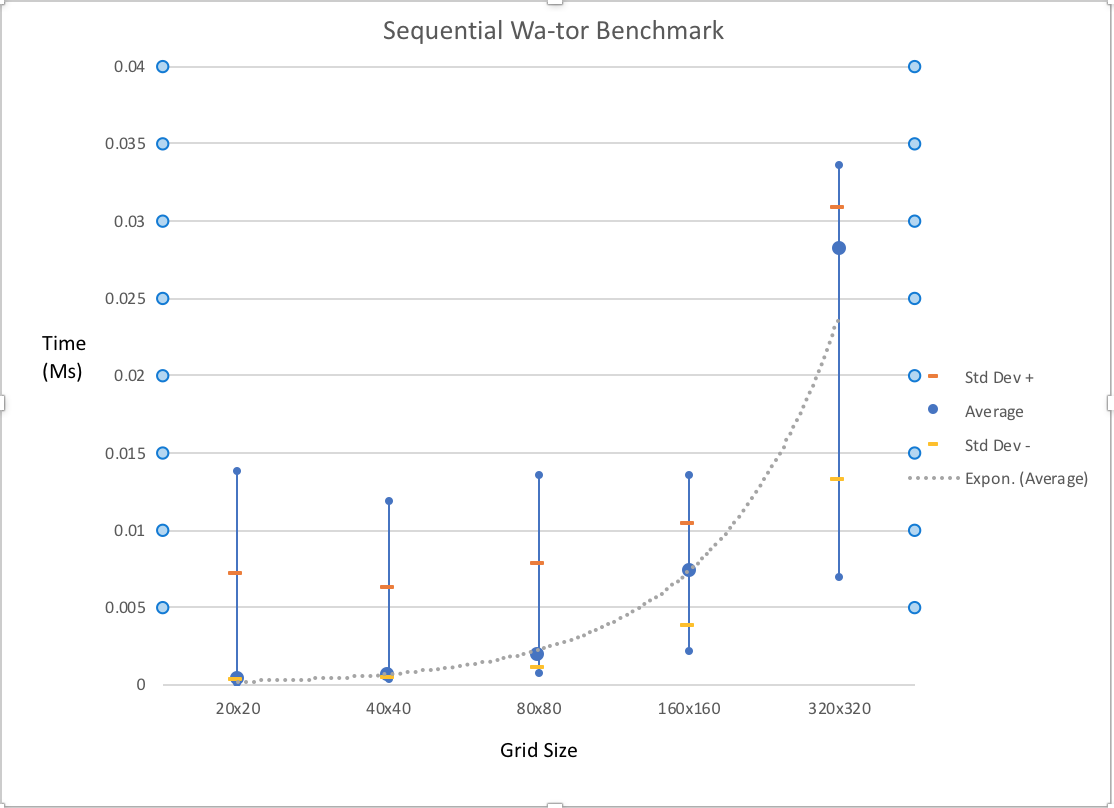 Sequential Wa-tor Benchmark
0.04
0.035
0.03
0.025
0.02
0.015
0.01
0.005
0
Time
(Ms)
20x20
40x40
80x80
160x160
320x320
Grid Size
Std Dev +
Average
Std Dev -
Expon. (Average)